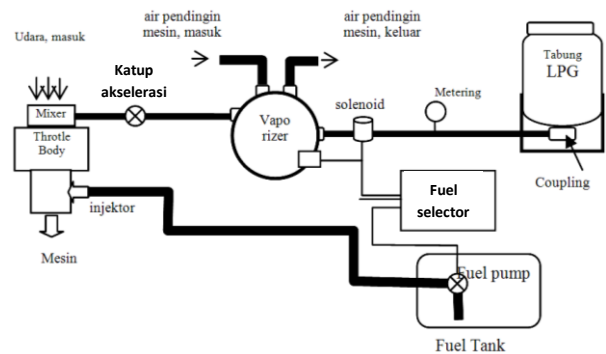 air pendingin
mesin, masuk
air pendingin
mesin, keluar
Udara, masuk
Katup
akselerasi
Tabung
LPG
Mixer
Throtle
Body
Vapo
rizer
solenoid
Metering
Coupling
injektor
Fuel
selector
Mesin
Fuel pump
Fuel Tank